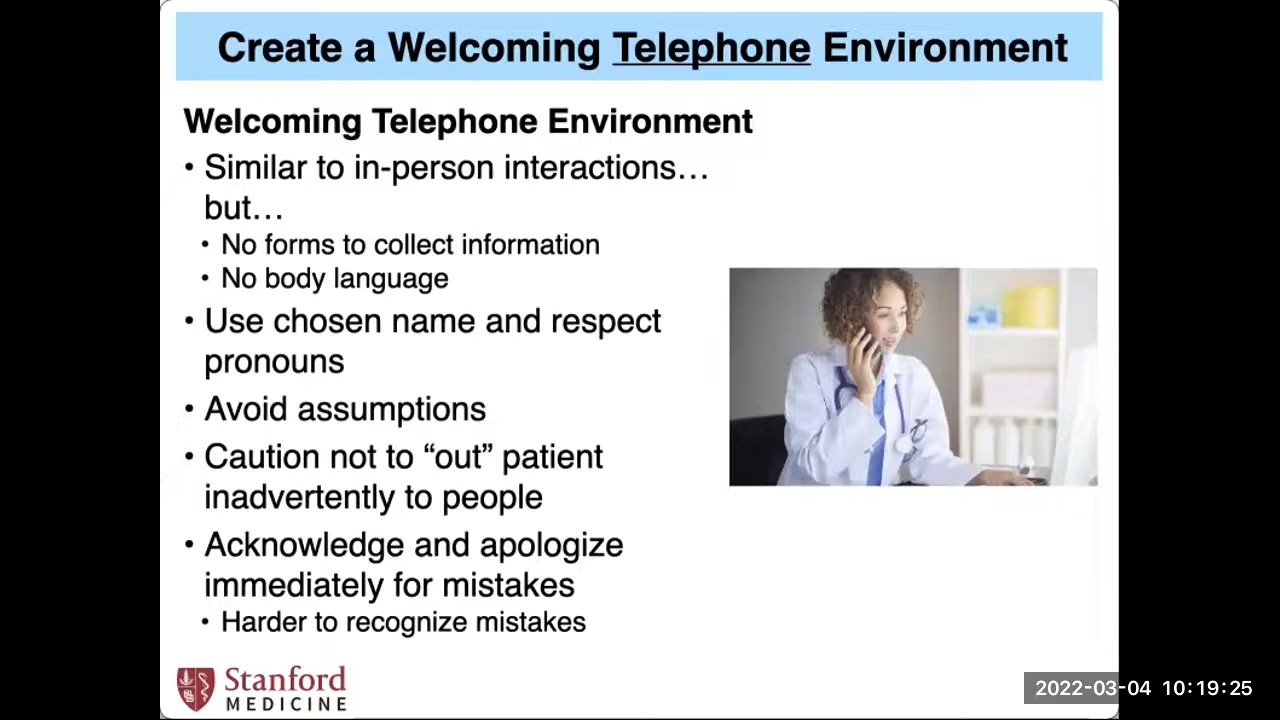 Create a Welcoming Telephone Environment
Welcoming Telephone Environment
• Similar to in-person interactions…
but…
• No forms to collect information
• No body language
• Use chosen name and respect
pronouns
• Avoid assumptions
• Caution not to “out” patient
inadvertently to people
• Acknowledge and apologize
immediately for mistakes
• Harder to recognize mistakes
Stanford
MEDICINE
2022-03-04 10:19:25